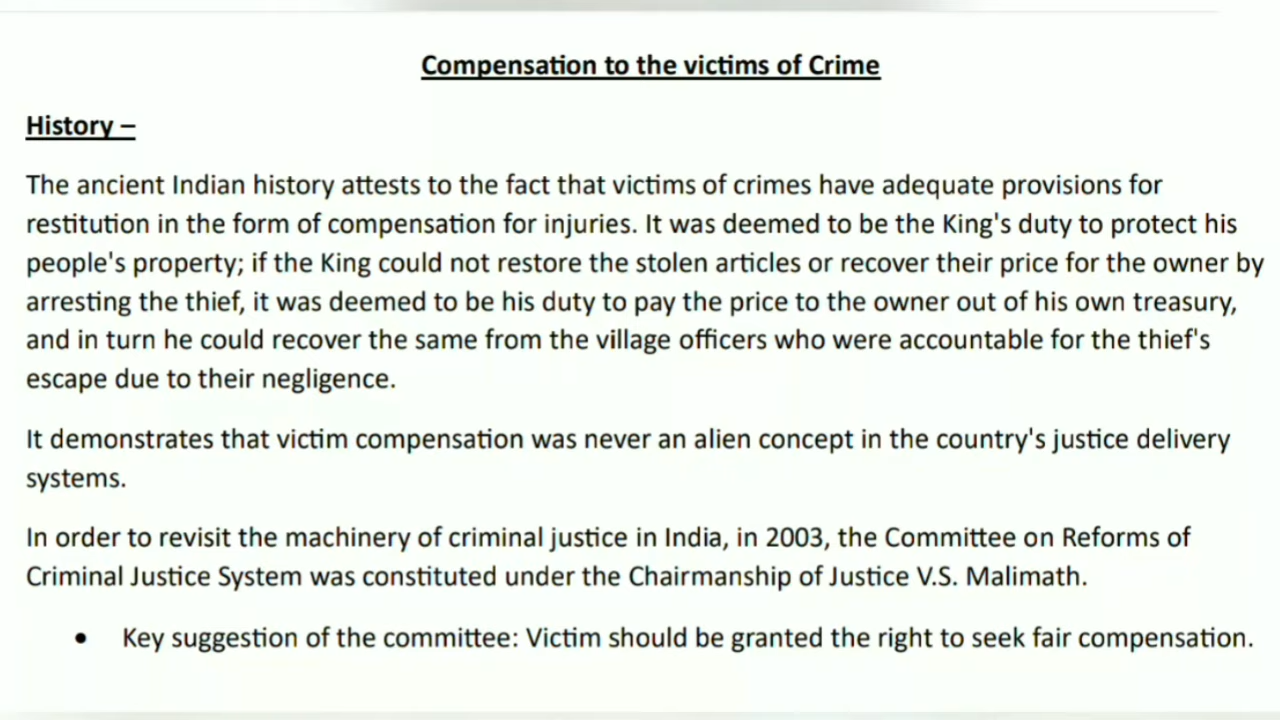 Compensation to the victims of Crime
History –
The ancient Indian history attests to the fact that victims of crimes have adequate provisions for
restitution in the form of compensation for injuries. It was deemed to be the King's duty to protect his
people's property; if the King could not restore the stolen articles or recover their price for the owner by
arresting the thief, it was deemed to be his duty to pay the price to the owner out of his own treasury,
and in turn he could recover the same from the village officers who were accountable for the thief's
escape due to their negligence.
It demonstrates that victim compensation was never an alien concept in the country's justice delivery
systems.
In order to revisit the machinery of criminal justice in India, in 2003, the Committee on Reforms of
Criminal Justice System was constituted under the Chairmanship of Justice V.S. Malimath.
• Key suggestion of the committee: Victim should be granted the right to seek fair compensation.